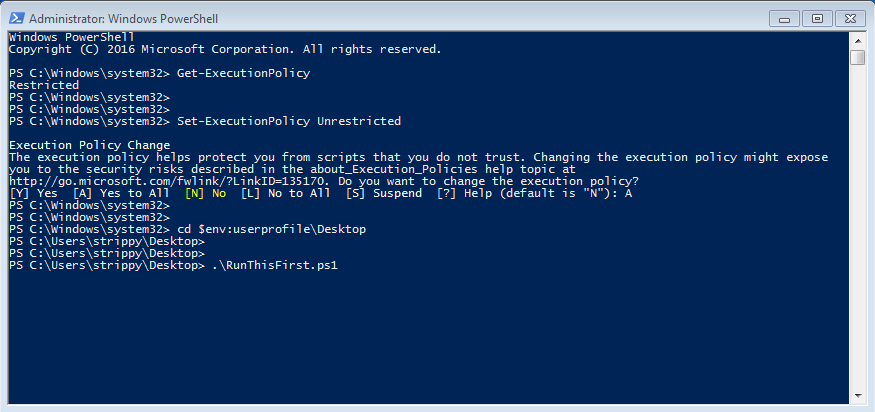 Administrator: Windows PowerShell
Windows PowerShell
Copyright (C) 2016 Microsoft Corporation. All rights reserved.
PS C:\Windows\system32> Get-ExecutionPolicy
Restricted
PS C:\Windows\system32>
PS C:\Windows\system32>
PS C:\Windows\system32> Set-ExecutionPolicy Unrestricted
Execution Policy Change
The execution policy helps protect you from scripts that you do not trust. Changing the execution policy might expose
you to the security risks described in the about_Execution_Policies help topic at
http://go.microsoft.com/fwlink/?LinkID=135170. Do you want to change the execution policy?
[Y] Yes  [A] Yes to All  [N] No  [L] No to All  [S] Suspend  [?] Help (default is "N"): A
PS C:\Windows\system32>
PS C:\Windows\system32>
PS C:\Windows\system32> cd $env:userprofile\Desktop
PS C:\Users\strippy\Desktop>
PS C:\Users\strippy\Desktop>
PS C:\Users\strippy\Desktop> .\RunThisFirst.ps1